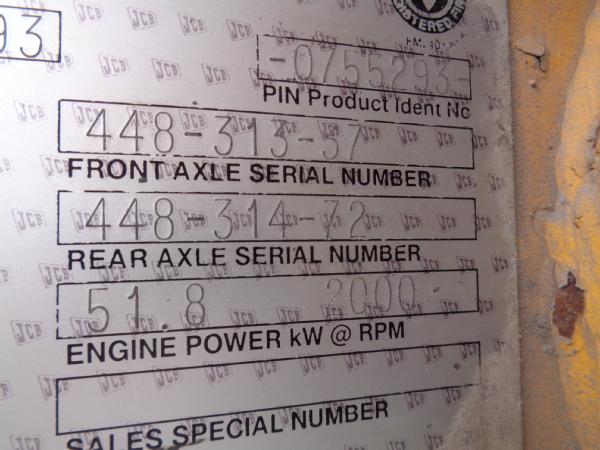 93
-0755293-
PIN Product Ident No
448-313-57
FRONT AXLE SERIAL NUMBER
448-314-72
REAR AXLE SERIAL NUMBER
51.8 2000
ENGINE POWER kW @ RPM
SALES SPECIAL NUMBER
JCB